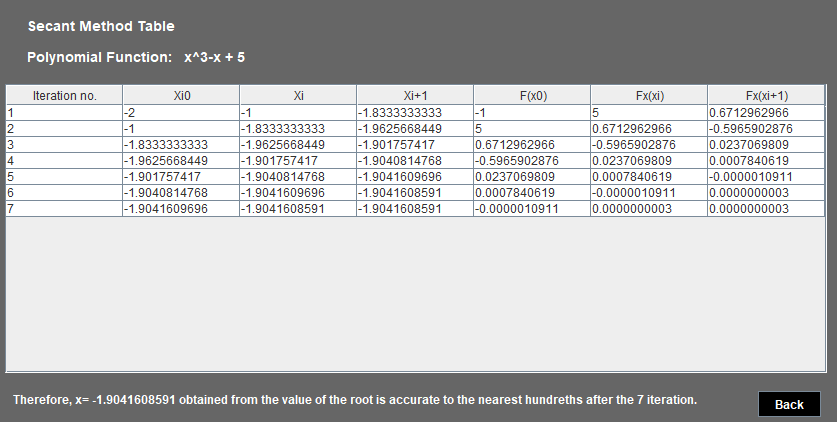 Secant Method Table
Polynomial Function: x^3-x + 5
Iteration no. Xi0 Xi Xi+1 F(x0) Fx(xi) Fx(xi+1)
1 -2 -1 -1.8333333333 -1 5 0.6712962966
2 -1 -1.8333333333 -1.9625668449 5 0.6712962966 -0.5965902876
3 -1.8333333333 -1.9625668449 -1.901757417 0.6712962966 -0.5965902876 0.0237069809
4 -1.9625668449 -1.901757417 -1.9040814768 -0.5965902876 0.0237069809 0.0007840619
5 -1.901757417 -1.9040814768 -1.9041609696 0.0237069809 0.0007840619 -0.0000010911
6 -1.9040814768 -1.9041609696 -1.9041608591 0.0007840619 -0.0000010911 0.0000000003
7 -1.9041609696 -1.9041608591 -1.9041608591 -0.0000010911 0.0000000003 0.0000000003
Therefore, x= -1.9041608591 obtained from the value of the root is accurate to the nearest hundreths after the 7 iteration.
Back